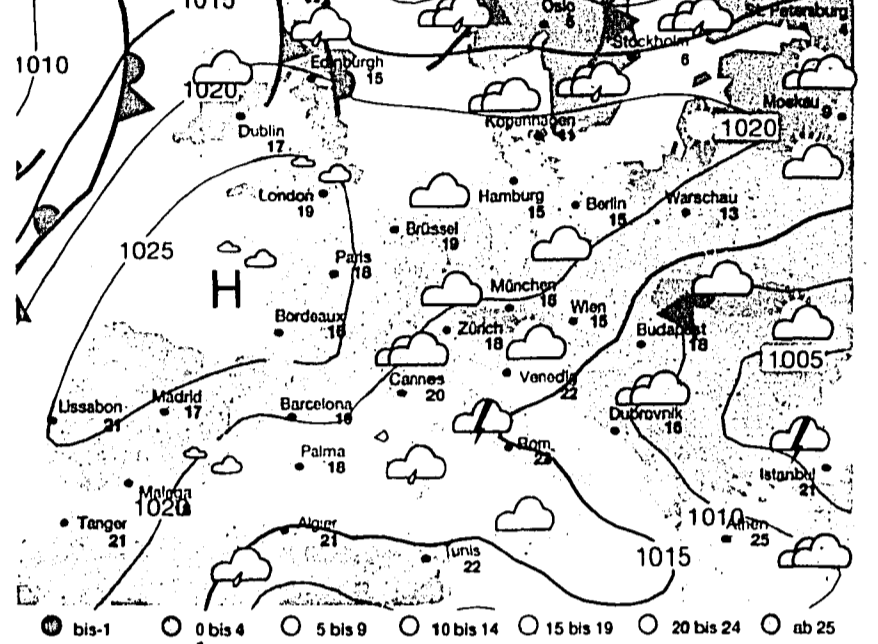 1015
Oslo
5
St. Petersburg
4
Stockholm
6
1010
Edinburgh
15
1020
Moskau
9
Kopenhagen
11
1020
Dublin
17
London
19
Hamburg
15
Berlin
15
Warschau
13
Brüssel
19
1025
Paris
18
H
München
16
Bordeaux
Zürich
18
Wien
15
Budapest
18
1005
Cannes
20
Venedig
22
Lissabon
21
Madrid
17
Barcelona
Dubrovnik
16
Palma
18
Rom
Istanbul
21
Malaga
1020
Tanger
21
Algier
21
1010
Athen
25
Tunis
22
1015
bis-1
0 bis 4
5 bis 9
10 bis 14
15 bis 19
20 bis 24
ab 25